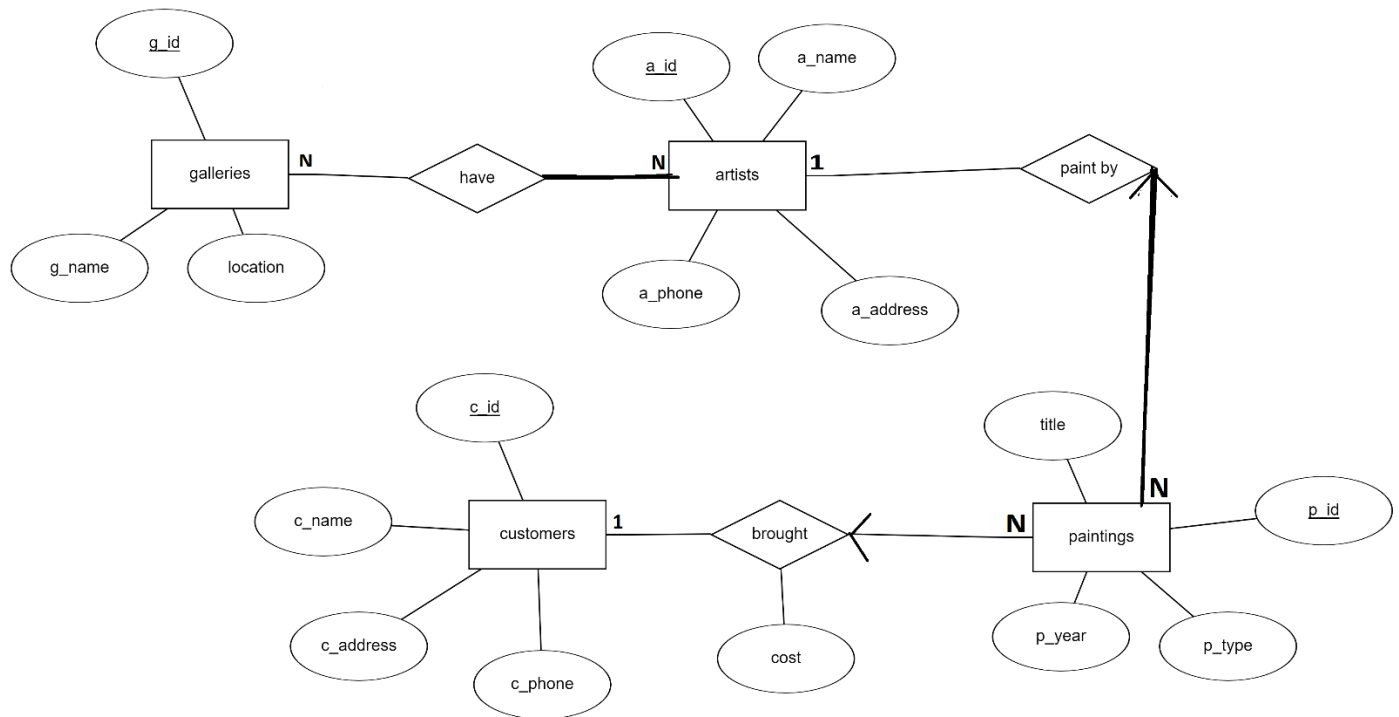 g_id
a_id
a_name
galleries
N
have
N
artists
1
paint by
g_name
location
a_phone
a_address
c_id
title
N
p_id
c_name
customers
1
brought
N
paintings
c_address
c_phone
cost
p_year
p_type